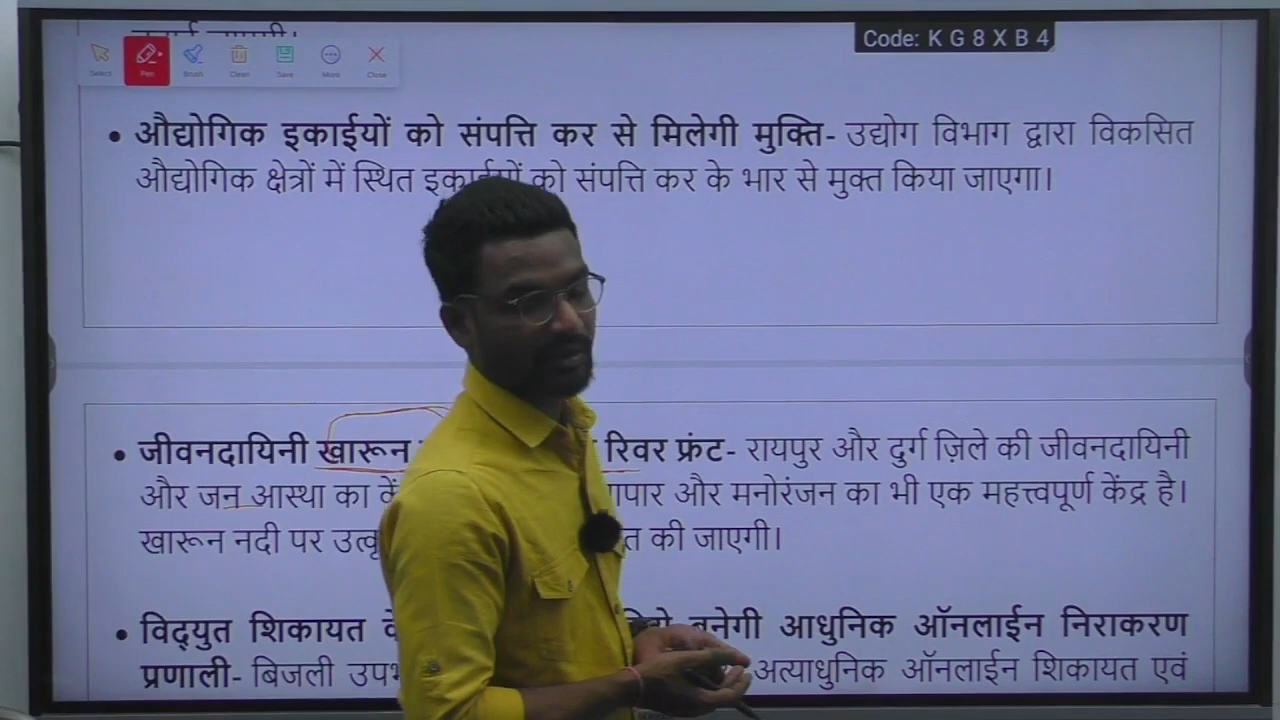 Code: K G 8 X B 4
Select Pen Brush Clean Save More Close
• औद्योगिक इकाईयों को संपत्ति कर से मिलेगी मुक्ति- उद्योग विभाग द्वारा विकसित
औद्योगिक क्षेत्रों में स्थित इकाईयों को संपत्ति कर के भार से मुक्त किया जाएगा।
• जीवनदायिनी खारून रिवर फ्रंट- रायपुर और दुर्ग ज़िले की जीवनदायिनी
और जन आस्था का और मनोरंजन का भी एक महत्त्वपूर्ण केंद्र है।
खारून नदी पर की जाएगी।
• विद्युत शिकायत बनेगी आधुनिक ऑनलाईन निराकरण
प्रणाली- बिजली अत्याधुनिक ऑनलाईन शिकायत एवं